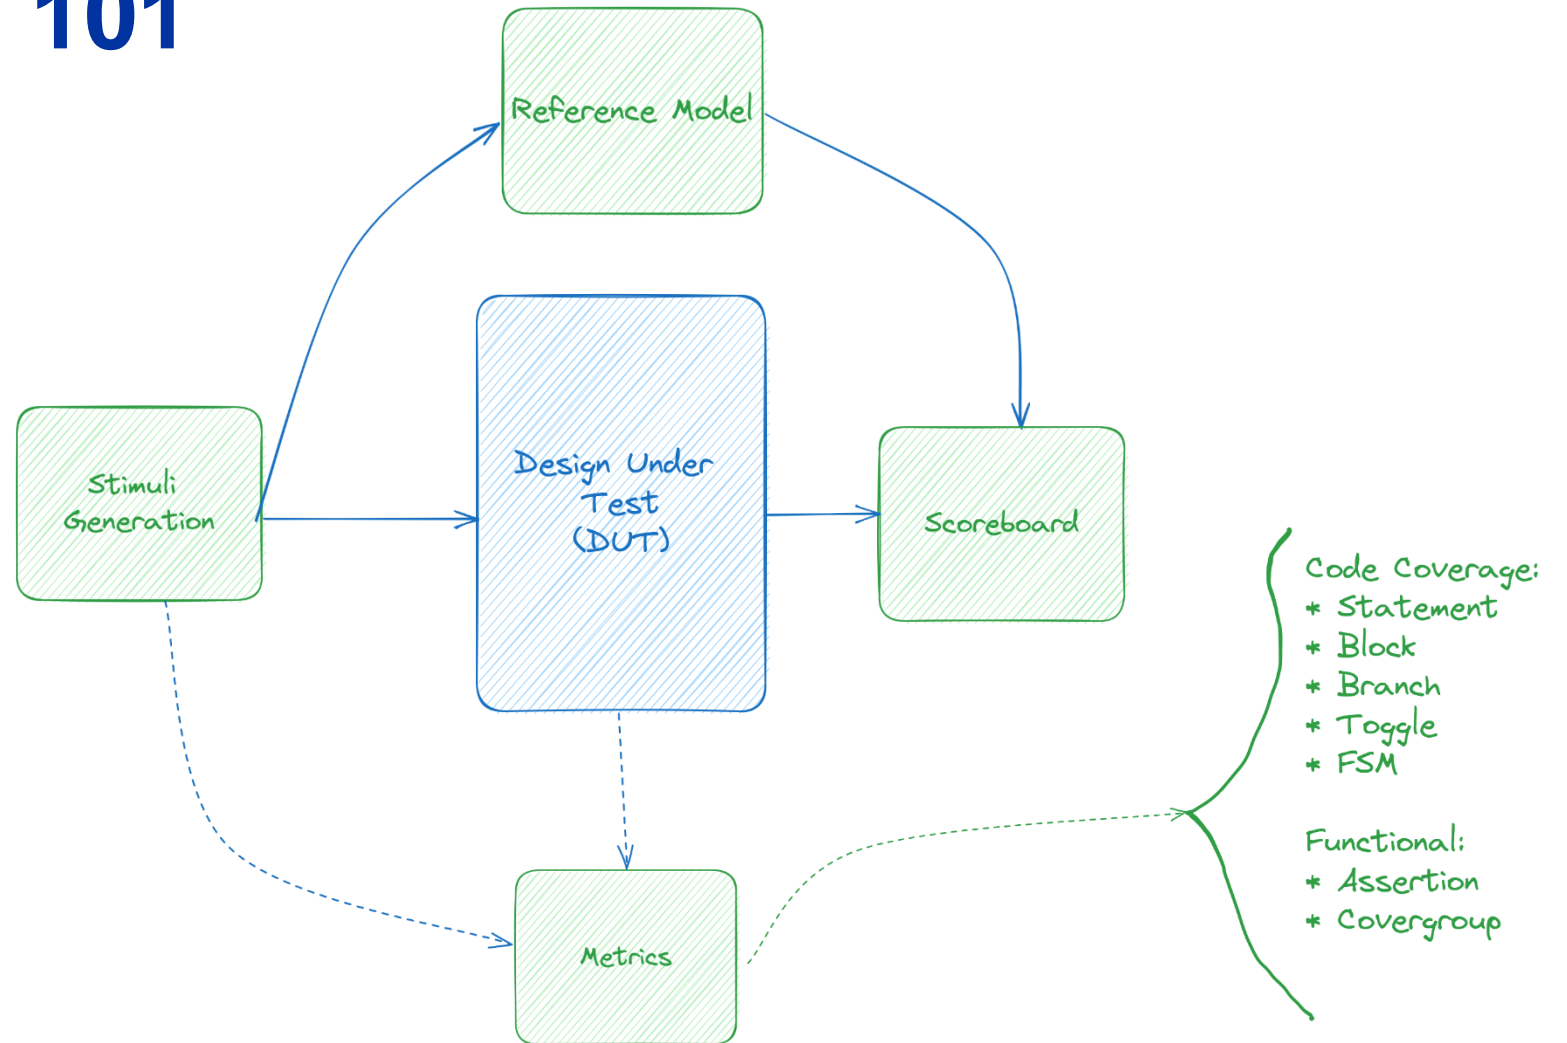 101
Reference Model
Design Under
Test
(DUT)
Stimuli
Generation
Scoreboard
Code Coverage:
* Statement
* Block
* Branch
* Toggle
* FSM
Functional:
* Assertion
* Covergroup
Metrics